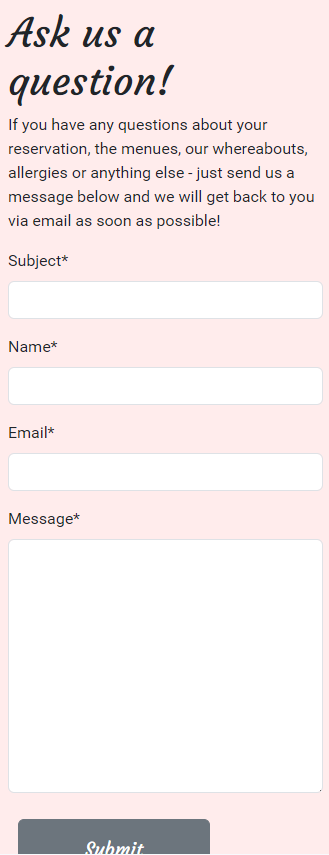 Ask us a
question!
If you have any questions about your
reservation, the menues, our whereabouts,
allergies or anything else - just send us a
message below and we will get back to you
via email as soon as possible!
Subject*
Name*
Email*
Message*
Submit